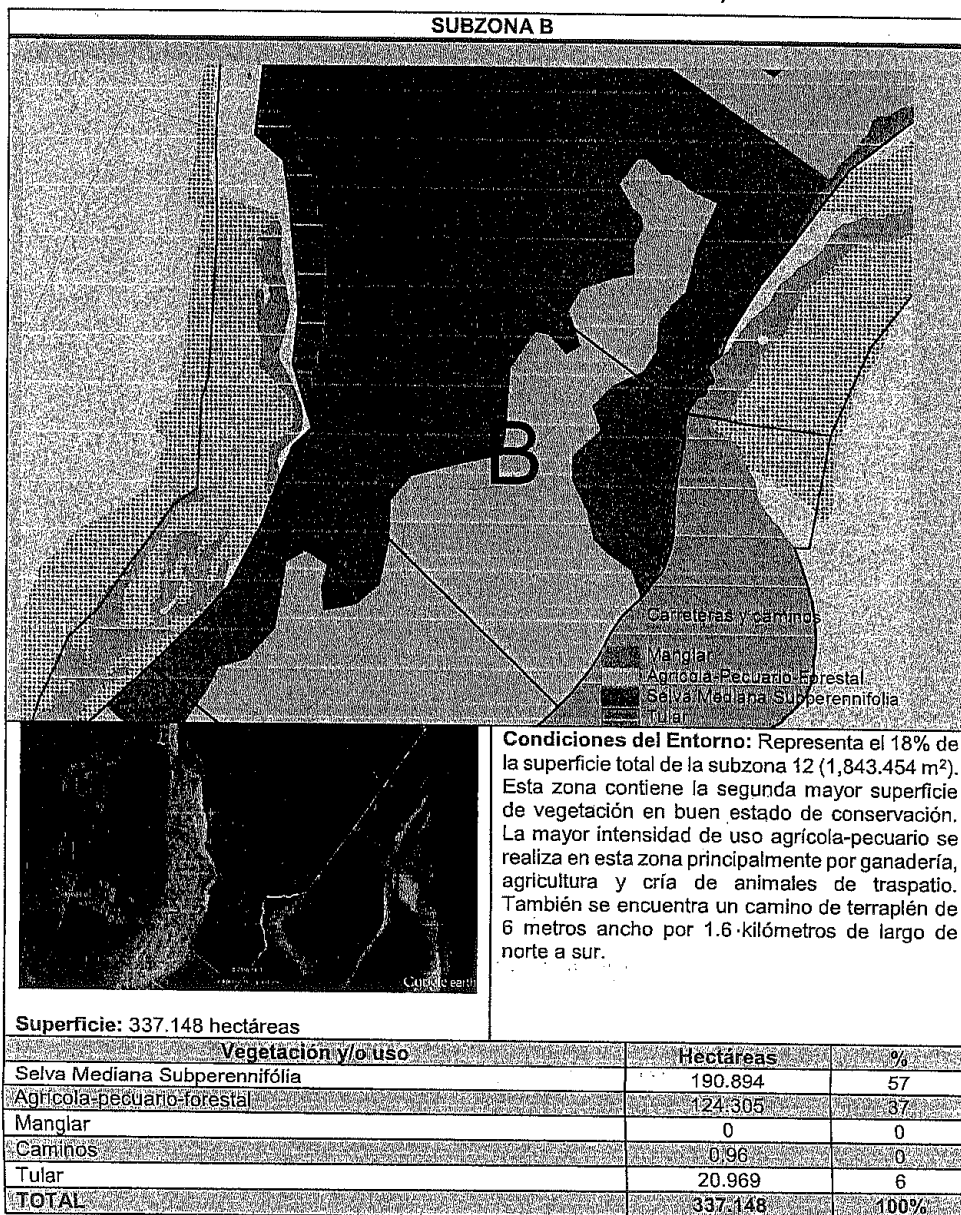 SUBZONA B
B
Carreteras y caminos
Manglar
Agrícola-Pecuario-Forestal
Selva Mediana Subperennifolia
Tular
Google earth
Condiciones del Entorno: Representa el 18% de
la superficie total de la subzona 12 (1,843.454 m²).
Esta zona contiene la segunda mayor superficie
de vegetación en buen estado de conservación.
La mayor intensidad de uso agrícola-pecuario se
realiza en esta zona principalmente por ganadería,
agricultura y cría de animales de traspatio.
También se encuentra un camino de terraplén de
6 metros ancho por 1.6 kilómetros de largo de
norte a sur.
Superficie: 337.148 hectáreas
Vegetación y/o uso Hectáreas %
Selva Mediana Subperennifólia 190.894 57
Agrícola-pecuario-forestal 124.305 37
Manglar 0 0
Caminos 0.96 0
Tular 20.969 6
TOTAL 337.148 100%